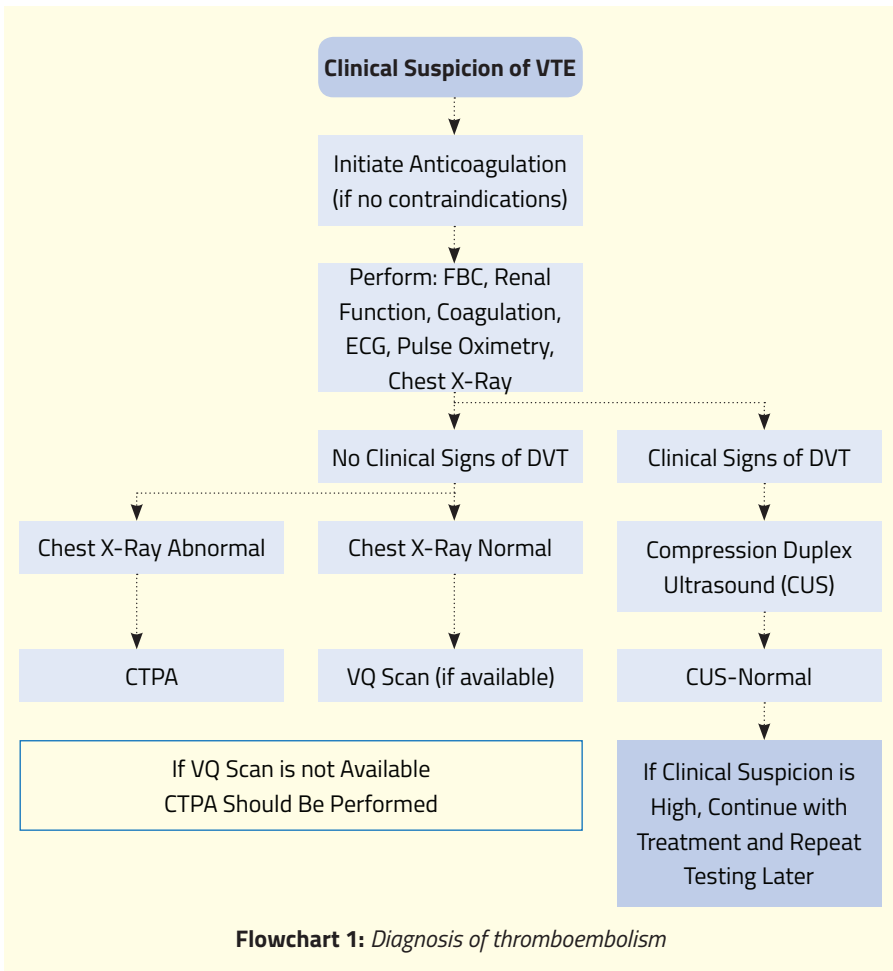 Clinical Suspicion of VTE
Initiate Anticoagulation
(if no contraindications)
Perform: FBC, Renal
Function, Coagulation,
ECG, Pulse Oximetry,
Chest X-Ray
No Clinical Signs of DVT
Clinical Signs of DVT
Chest X-Ray Abnormal
Chest X-Ray Normal
Compression Duplex
Ultrasound (CUS)
CTPA
VQ Scan (if available)
CUS-Normal
If VQ Scan is not Available
CTPA Should Be Performed
If Clinical Suspicion is
High, Continue with
Treatment and Repeat
Testing Later
Flowchart 1: Diagnosis of thromboembolism